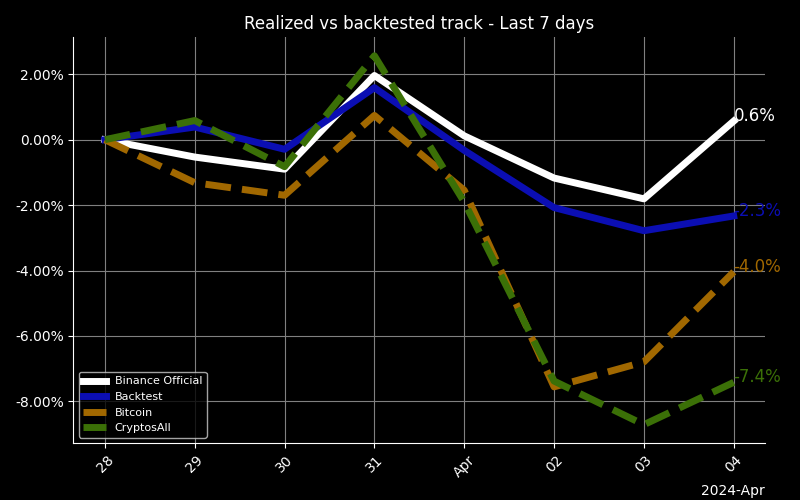 Realized vs backtested track - Last 7 days
2.00%
0.00%
-2.00%
-4.00%
-6.00%
-8.00%
0.6%
-2.3%
-4.0%
-7.4%
Binance Official
Backtest
Bitcoin
CryptosAll
28
29
30
31
Apr
02
03
04
2024-Apr